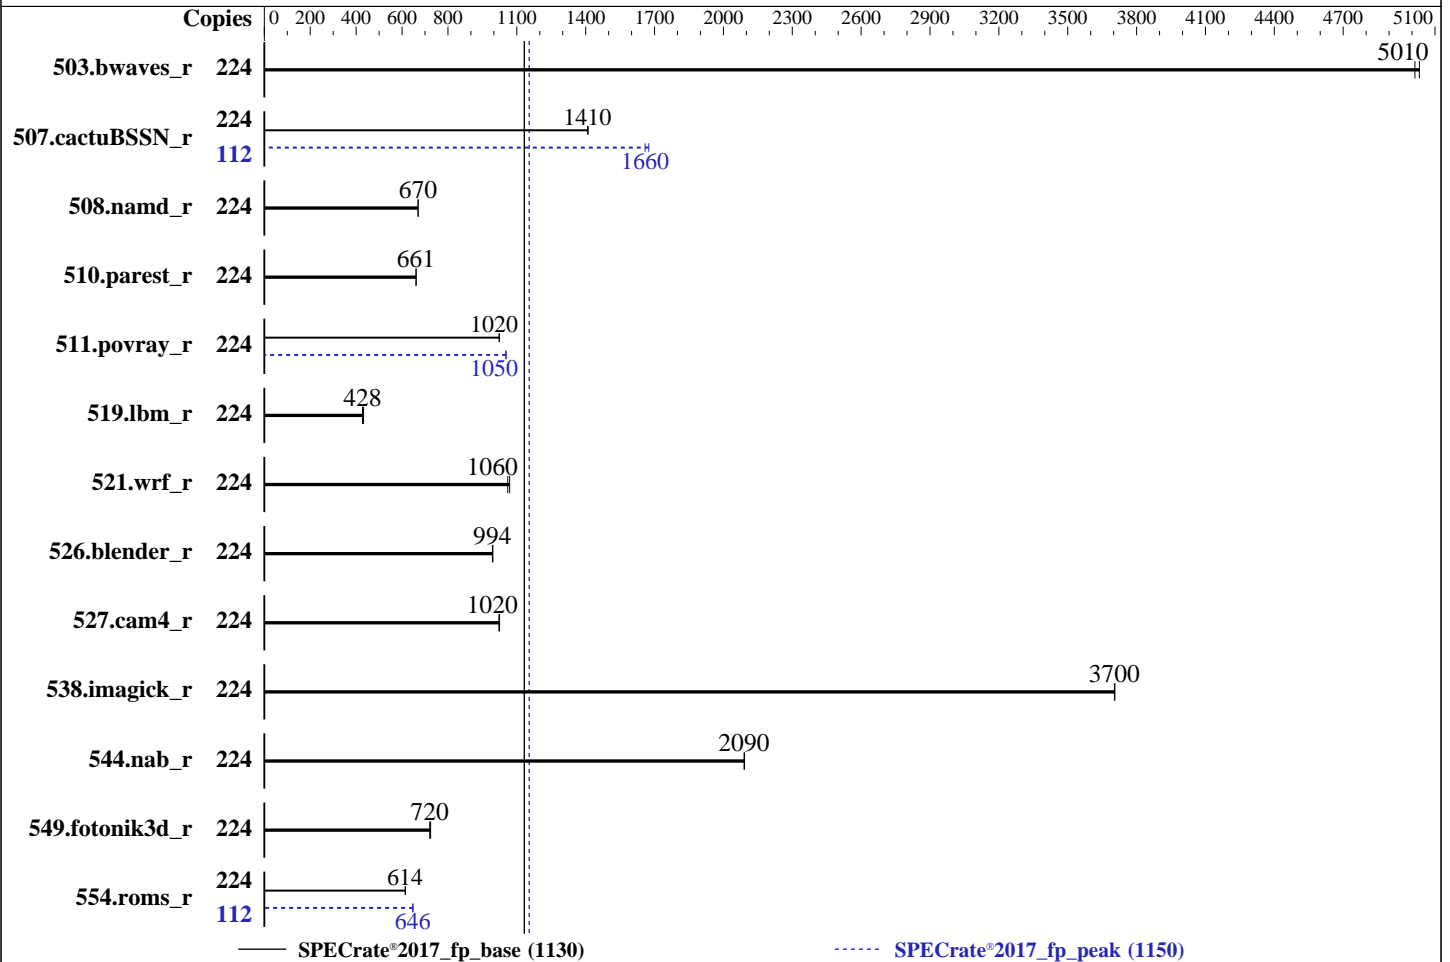 Copies 0 200 400 600 800 1100 1400 1700 2000 2300 2600 2900 3200 3500 3800 4100 4400 4700 5100
503.bwaves_r 224 5010
507.cactuBSSN_r 224 1410
112 1660
508.namd_r 224 670
510.parest_r 224 661
511.povray_r 224 1020
1050
519.lbm_r 224 428
521.wrf_r 224 1060
526.blender_r 224 994
527.cam4_r 224 1020
538.imagick_r 224 3700
544.nab_r 224 2090
549.fotonik3d_r 224 720
554.roms_r 224 614
112 646
SPECrate®2017_fp_base (1130) SPECrate®2017_fp_peak (1150)